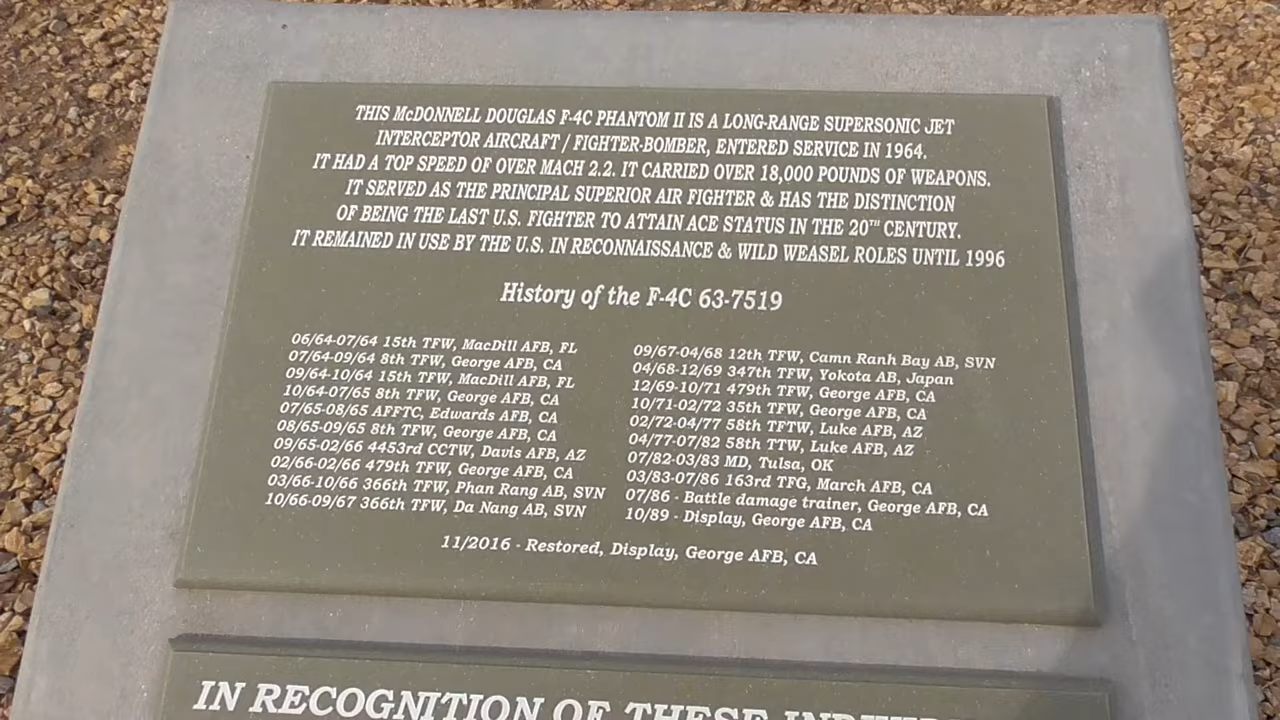 THIS McDONNELL DOUGLAS F-4C PHANTOM II IS A LONG-RANGE SUPERSONIC JET
INTERCEPTOR AIRCRAFT / FIGHTER-BOMBER, ENTERED SERVICE IN 1964.
IT HAD A TOP SPEED OF OVER MACH 2.2. IT CARRIED OVER 18,000 POUNDS OF WEAPONS.
IT SERVED AS THE PRINCIPAL SUPERIOR AIR FIGHTER & HAS THE DISTINCTION
OF BEING THE LAST U.S. FIGHTER TO ATTAIN ACE STATUS IN THE 20TH CENTURY.
IT REMAINED IN USE BY THE U.S. IN RECONNAISSANCE & WILD WEASEL ROLES UNTIL 1996
History of the F-4C 63-7519
06/64-07/64 15th TFW, MacDill AFB, FL
07/64-09/64 8th TFW, George AFB, CA
09/64-10/64 15th TFW, MacDill AFB, FL
10/64-07/65 8th TFW, George AFB, CA
07/65-08/65 AFFTC, Edwards AFB, CA
08/65-09/65 8th TFW, George AFB, CA
09/65-02/66 4453rd CCTW, Davis AFB, AZ
02/66-02/66 479th TFW, George AFB, CA
03/66-10/66 366th TFW, Phan Rang AB, SVN
10/66-09/67 366th TFW, Da Nang AB, SVN
09/67-04/68 12th TFW, Camn Ranh Bay AB, SVN
04/68-12/69 347th TFW, Yokota AB, Japan
12/69-10/71 479th TFW, George AFB, CA
10/71-02/72 35th TFW, George AFB, CA
02/72-04/77 58th TFTW, Luke AFB, AZ
04/77-07/82 58th TTW, Luke AFB, AZ
07/82-03/83 MD, Tulsa, OK
03/83-07/86 163rd TFG, March AFB, CA
07/86 - Battle damage trainer, George AFB, CA
10/89 - Display, George AFB, CA
11/2016 - Restored, Display, George AFB, CA
IN RECOGNITION OF THESE